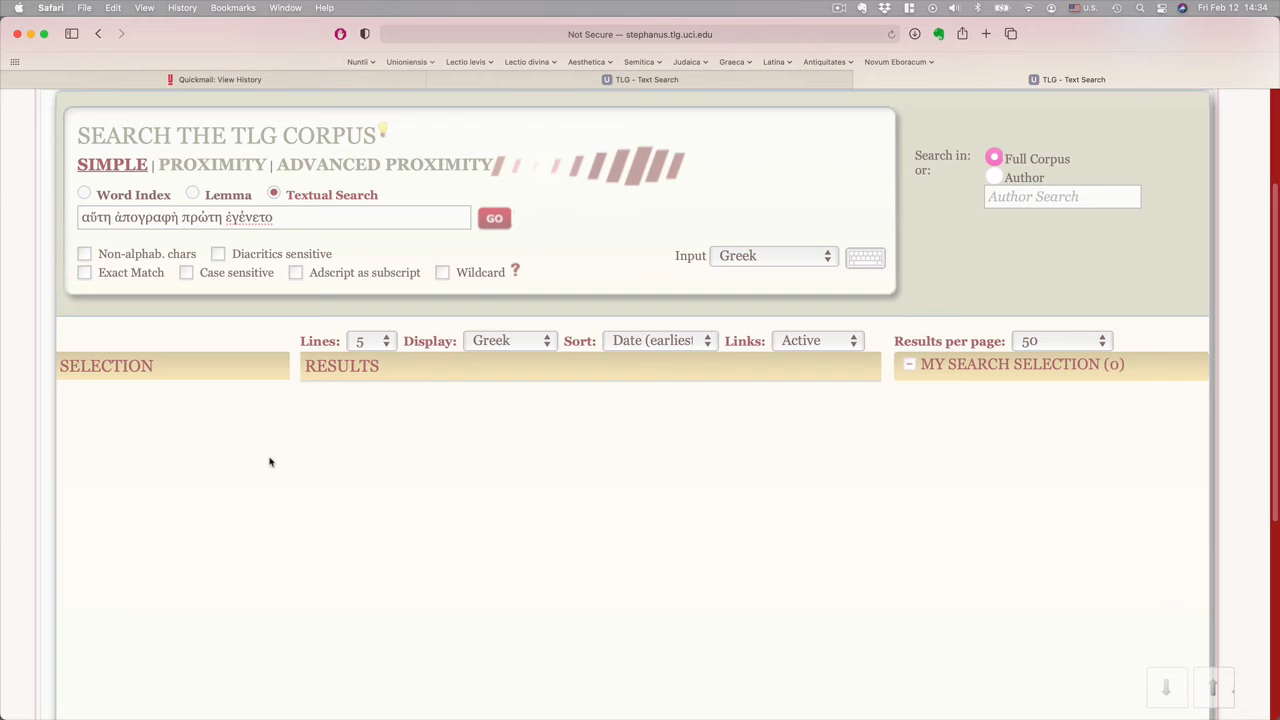 Safari File Edit View History Bookmarks Window Help U.S. Fri Feb 12 14:34
Not Secure — stephanus.tlg.uci.edu
Nuntii Unioniensis Lectio levis Lectio divina Aesthetica Semitica Judaica Graeca Latina Antiquitates Novum Eboracum
Quickmail: View History TLG - Text Search TLG - Text Search
SEARCH THE TLG CORPUS
SIMPLE | PROXIMITY | ADVANCED PROXIMITY
Word Index Lemma Textual Search
αὕτη ἀπογραφὴ πρώτη ἐγένετο GO
Non-alphab. chars Diacritics sensitive
Exact Match Case sensitive Adscript as subscript Wildcard ?
Input Greek
Search in: Full Corpus
or: Author
Author Search
Lines: 5 Display: Greek Sort: Date (earliest Links: Active Results per page: 50
SELECTION RESULTS MY SEARCH SELECTION (0)